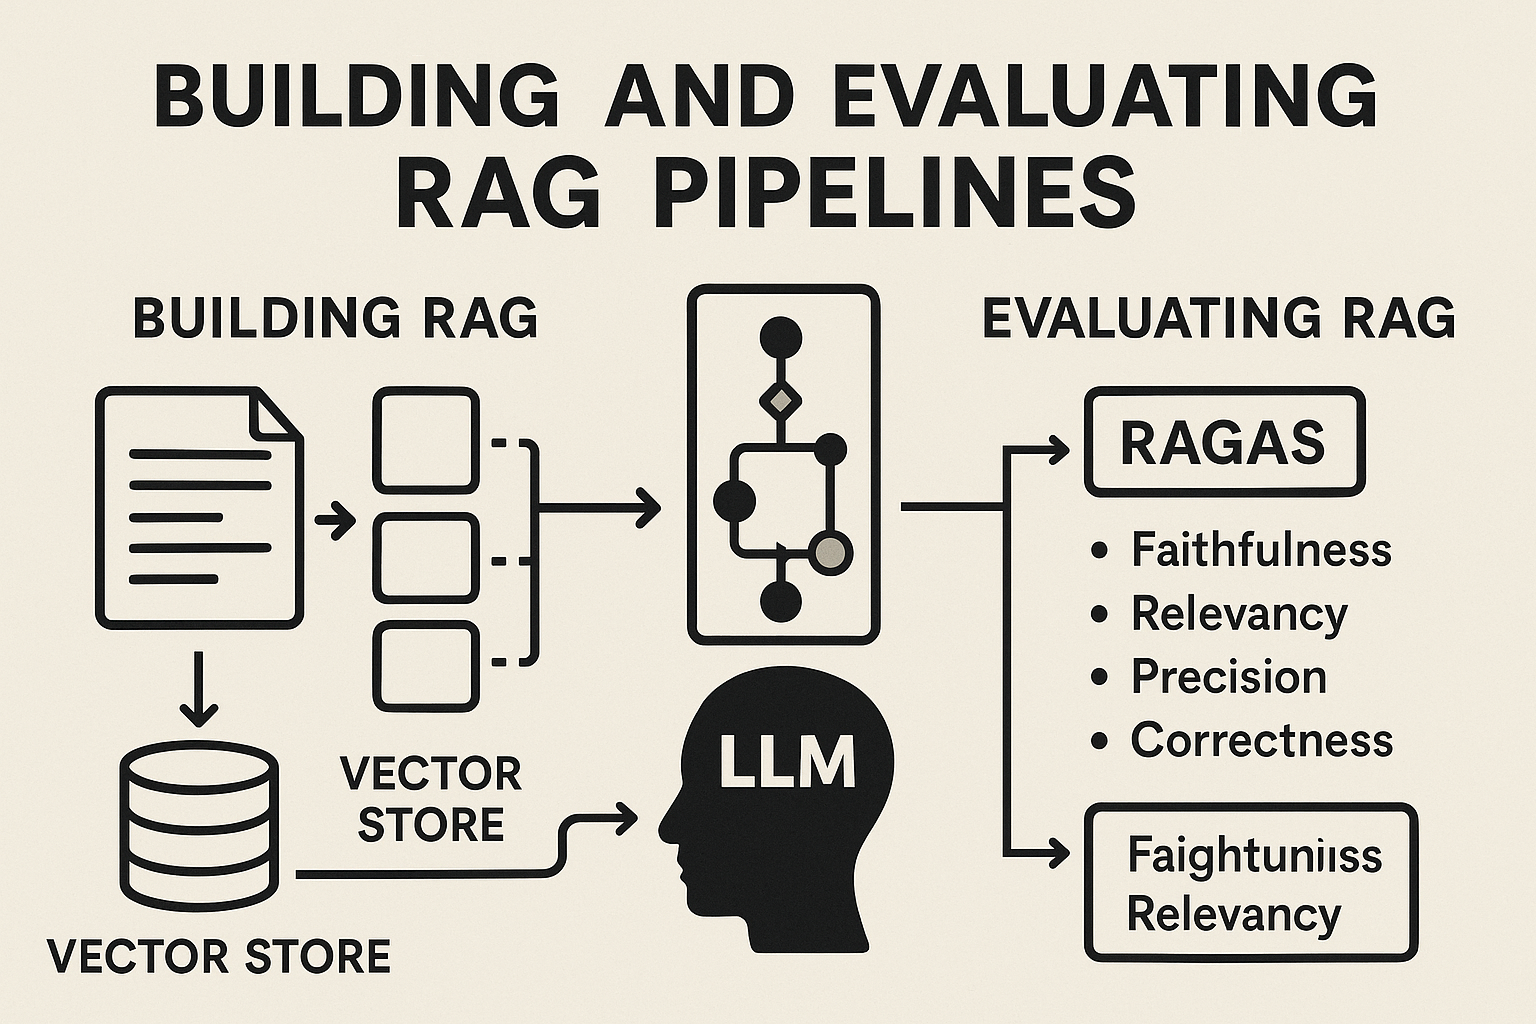 BUILDING AND EVALUATING
RAG PIPELINES
BUILDING RAG
EVALUATING RAG
RAGAS
• Faithfulness
• Relevancy
• Precision
• Correctness
LLM
VECTOR
STORE
VECTOR STORE
Relevancy